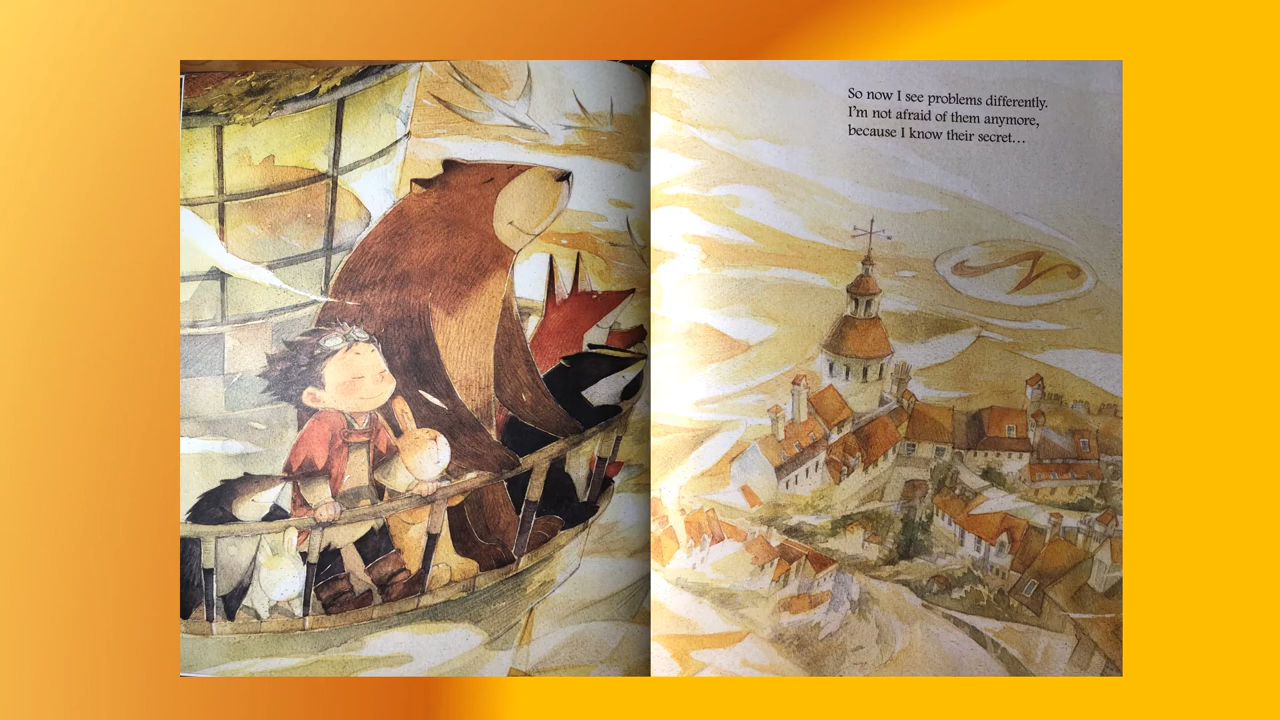 So now I see problems differently.
I'm not afraid of them anymore,
because I know their secret...